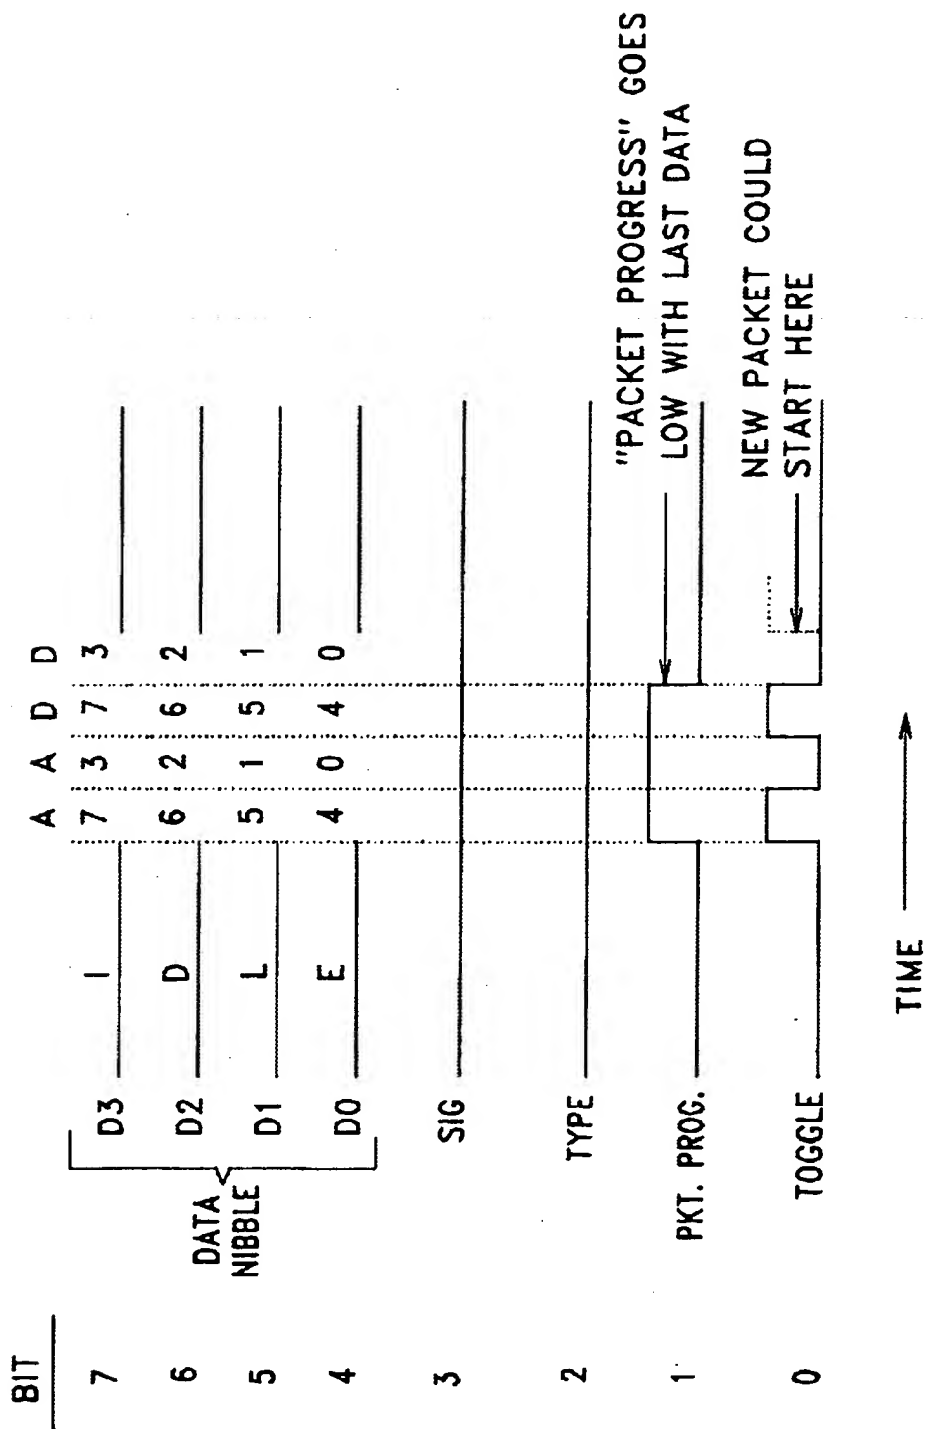 BIT
A A D D
7 D3 I 7 3 7 3
6 D2 D 6 2 6 2
5 D1 L 5 1 5 1
4 D0 E 4 0 4 0
DATA
NIBBLE
3 SIG
2 TYPE
"PACKET PROGRESS" GOES
LOW WITH LAST DATA
1 PKT. PROG.
NEW PACKET COULD
START HERE
0 TOGGLE
TIME